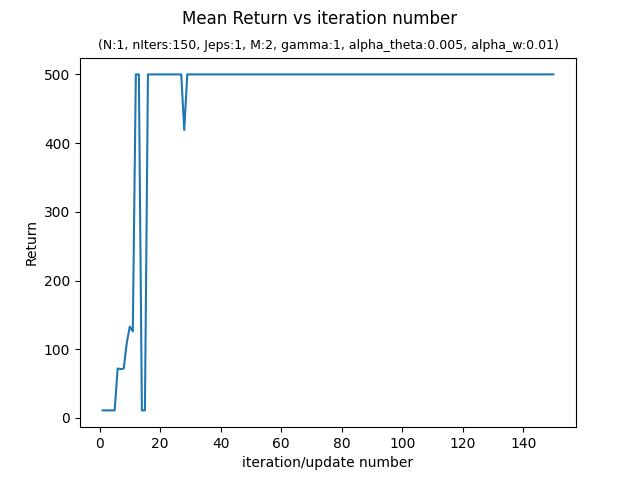 Mean Return vs iteration number
(N:1, nIters:150, Jeps:1, M:2, gamma:1, alpha_theta:0.005, alpha_w:0.01)
500
400
300
200
100
0
Return
0 20 40 60 80 100 120 140
iteration/update number